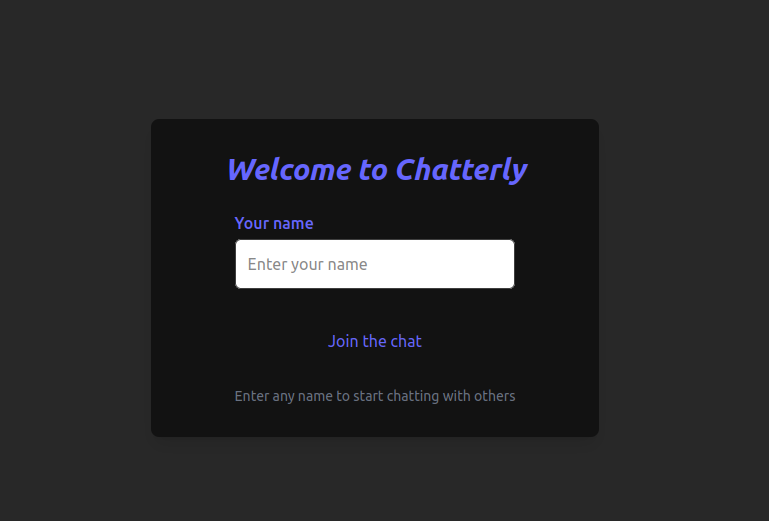 Welcome to Chatterly
Your name
Enter your name
Join the chat
Enter any name to start chatting with others